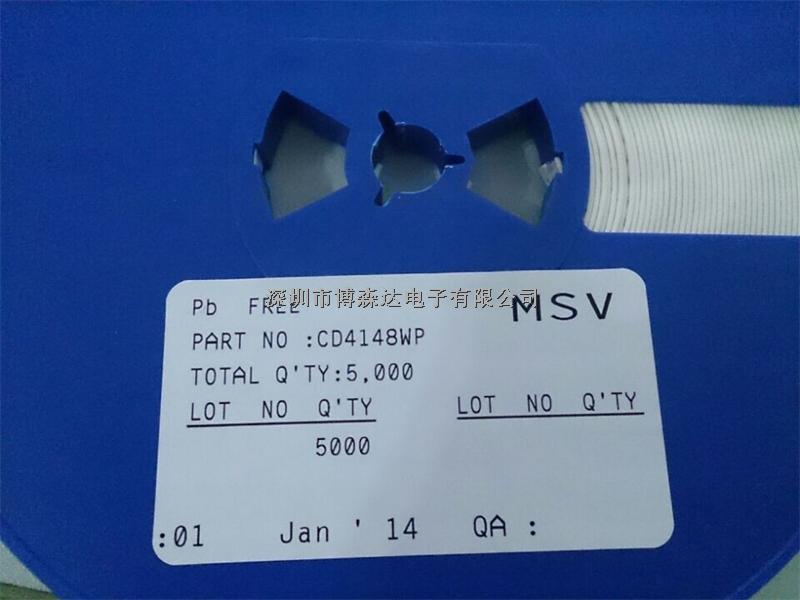 深圳市博森达电子有限公司
Pb FREE MSV
PART NO :CD4148WP
TOTAL Q'TY:5,000
LOT NO Q'TY LOT NO Q'TY
5000
:01 Jan ' 14 QA :